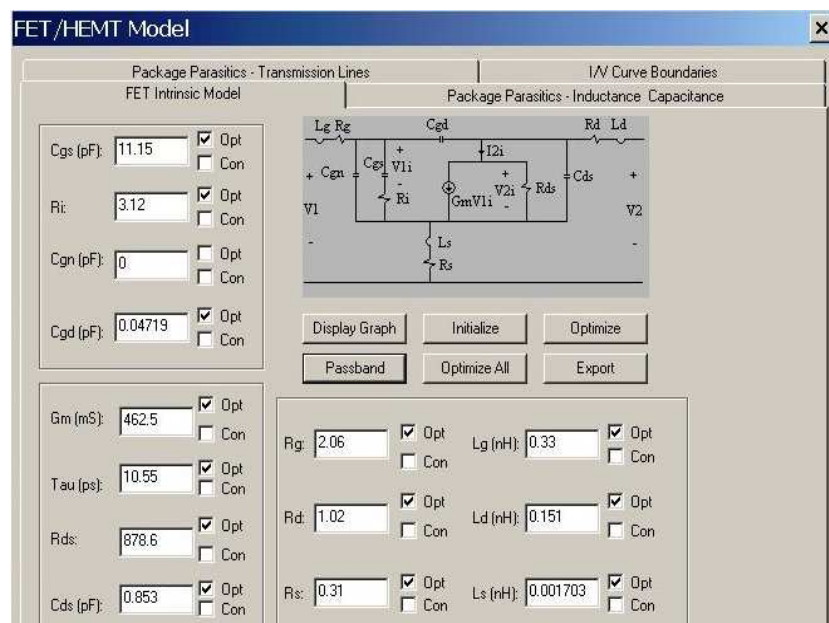 FET/HEMT Model
Package Parasitics - Transmission Lines
I/V Curve Boundaries
FET Intrinsic Model
Package Parasitics - Inductance Capacitance
Cgs (pF): 11.15 Opt
Con
Ri: 3.12 Opt
Con
Cgn (pF): 0 Opt
Con
Cgd (pF): 0.04719 Opt
Con
Lg Rg Cgd Rd Ld
I2i
+ Cgn Cgs + V1i - Ri
GmV1i + V2i - Rds Cds +
V1 V2
- Ls -
Rs
Display Graph Initialize Optimize
Passband Optimize All Export
Gm (mS): 462.5 Opt
Con
Tau (ps): 10.55 Opt
Con
Rds: 878.6 Opt
Con
Cds (pF): 0.853 Opt
Con
Rg: 2.06 Opt
Con
Lg (nH): 0.33 Opt
Con
Rd: 1.02 Opt
Con
Ld (nH): 0.151 Opt
Con
Rs: 0.31 Opt
Con
Ls (nH): 0.001703 Opt
Con